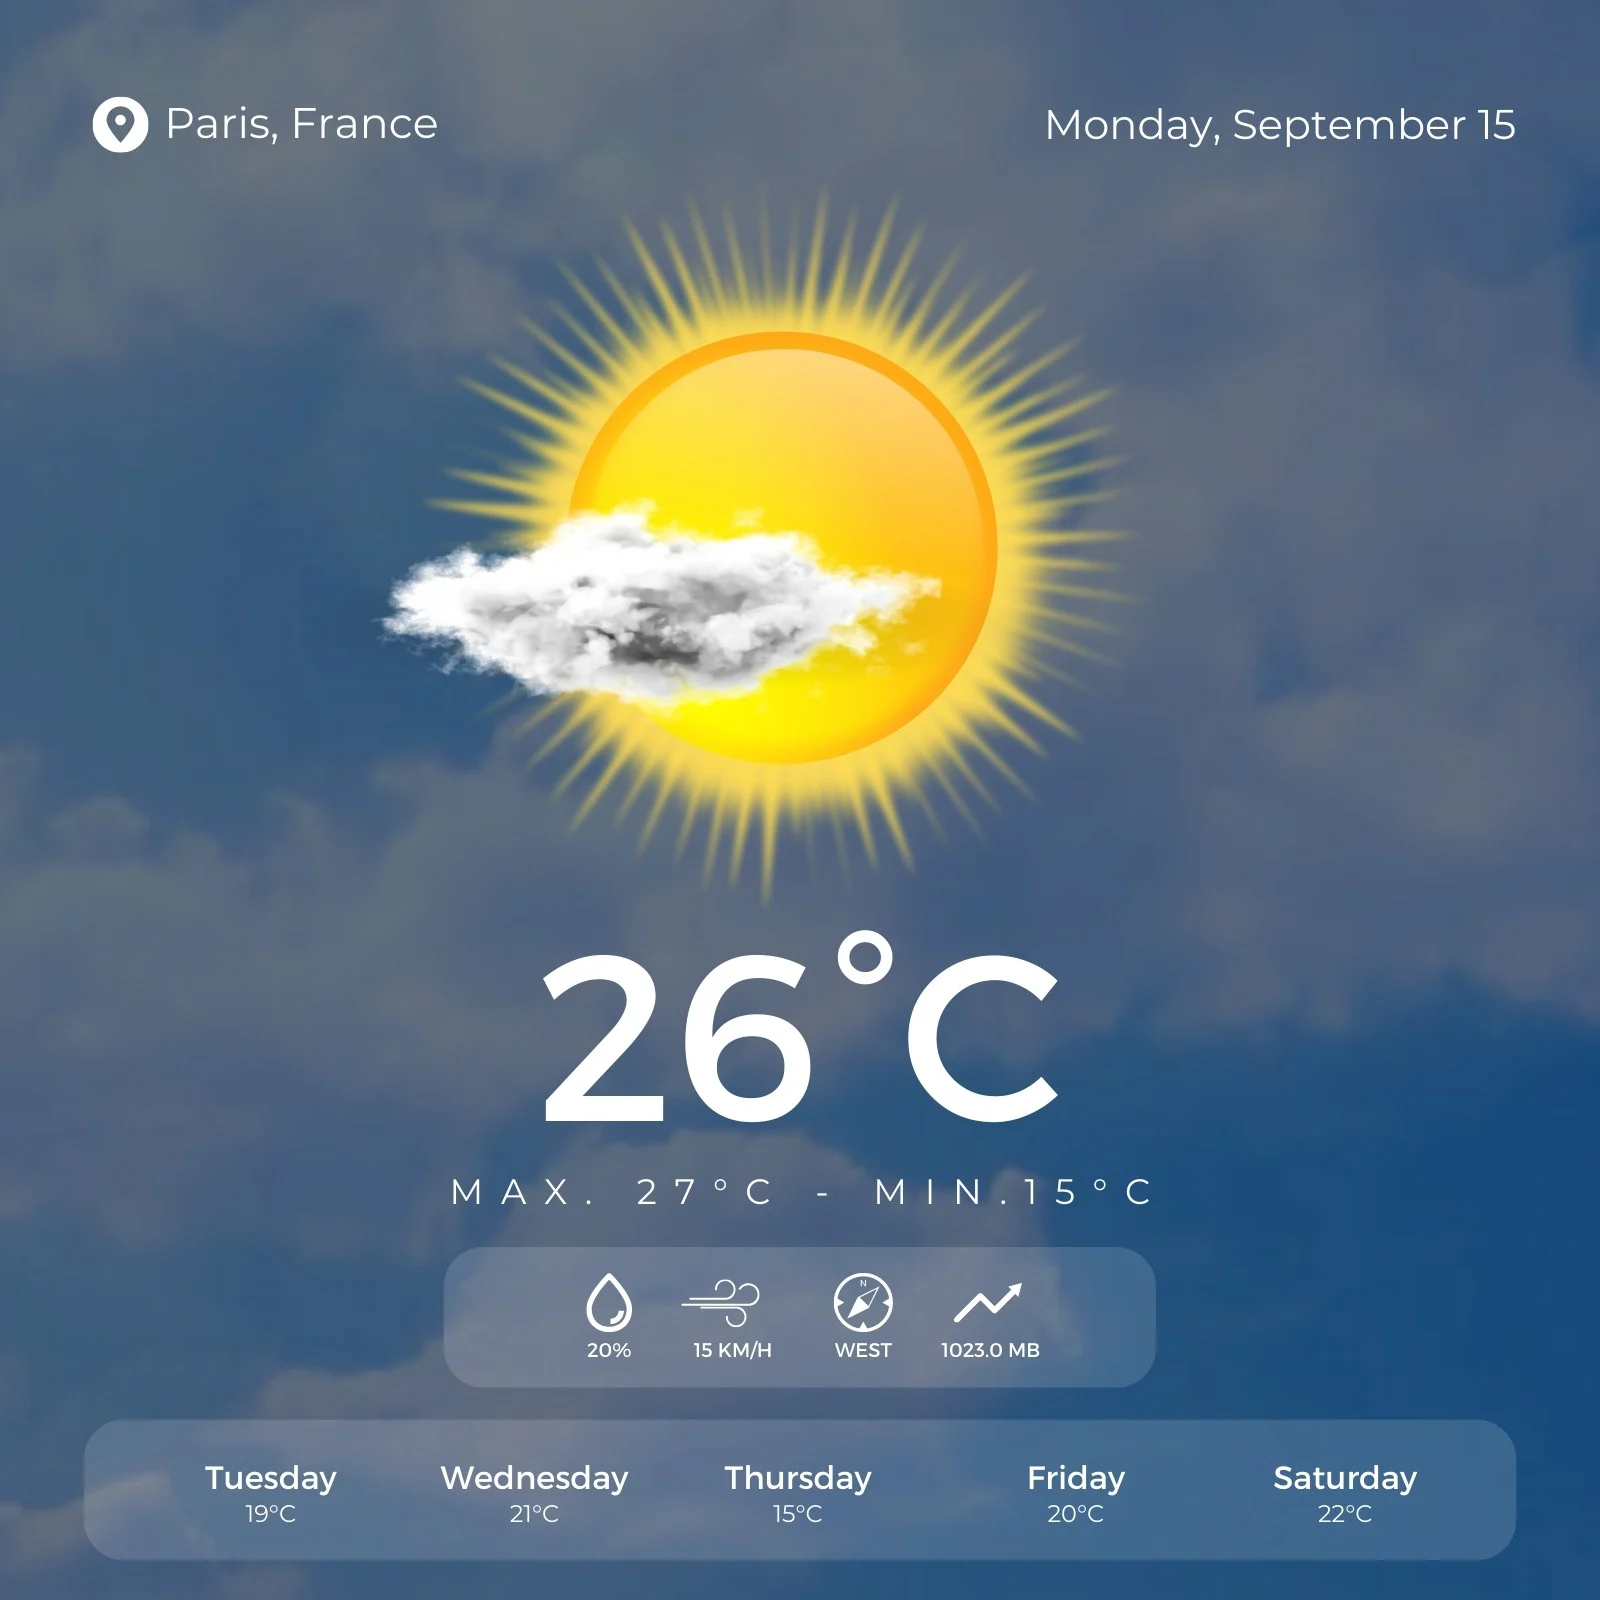 Paris, France
Monday, September 15
26°C
MAX. 27°C - MIN.15°C
N
20% 15 KM/H WEST 1023.0 MB
Tuesday Wednesday Thursday Friday Saturday
19°C 21°C 15°C 20°C 22°C